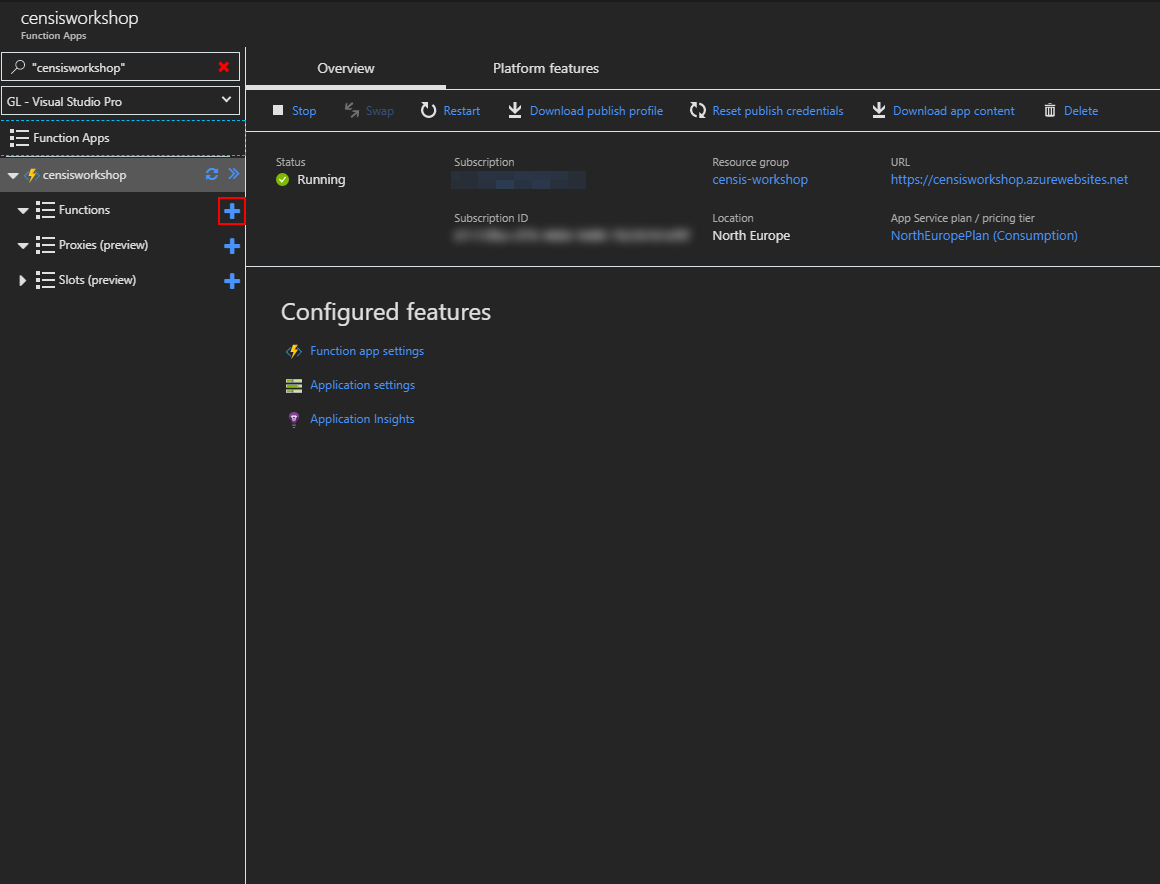 censisworkshop
Function Apps
"censisworkshop"
GL - Visual Studio Pro
Function Apps
censisworkshop
Functions
Proxies (preview)
Slots (preview)
Overview
Platform features
Stop
Swap
Restart
Download publish profile
Reset publish credentials
Download app content
Delete
Status
Running
Subscription
Subscription ID
Resource group
censis-workshop
Location
North Europe
URL
https://censisworkshop.azurewebsites.net
App Service plan / pricing tier
NorthEuropePlan (Consumption)
Configured features
Function app settings
Application settings
Application Insights